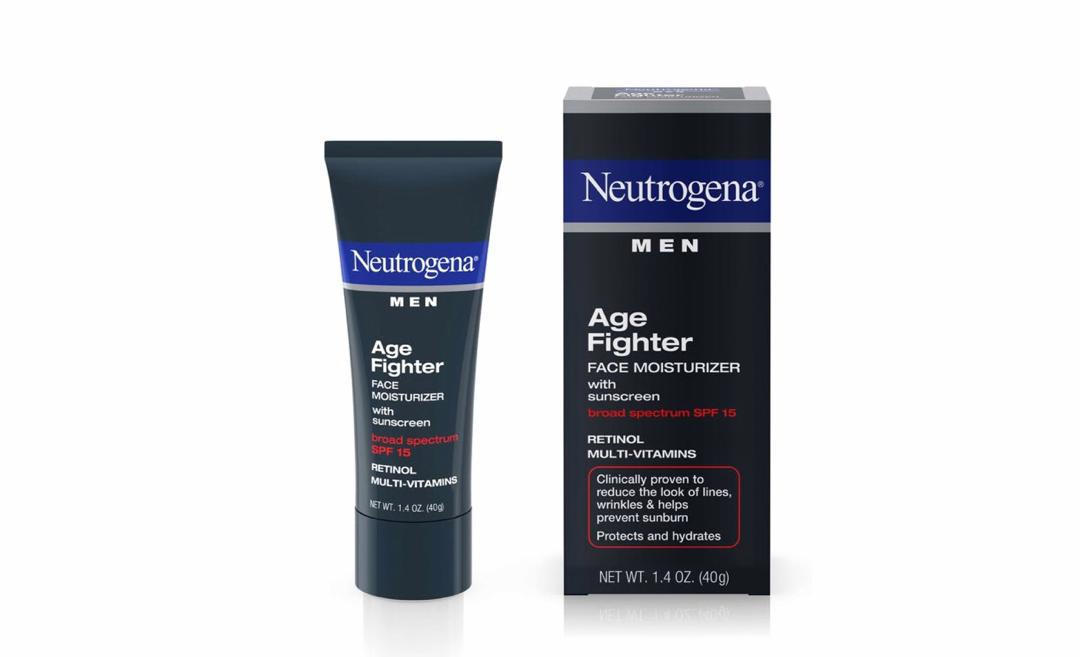 Neutrogena®
MEN
Age
Fighter
FACE
MOISTURIZER
with
sunscreen
broad spectrum
SPF 15
RETINOL
MULTI-VITAMINS
NET WT. 1.4 OZ. (40g)
Neutrogena®
MEN
Age
Fighter
FACE MOISTURIZER
with
sunscreen
broad spectrum SPF 15
RETINOL
MULTI-VITAMINS
Clinically proven to
reduce the look of lines,
wrinkles & helps
prevent sunburn
Protects and hydrates
NET WT. 1.4 OZ. (40g)